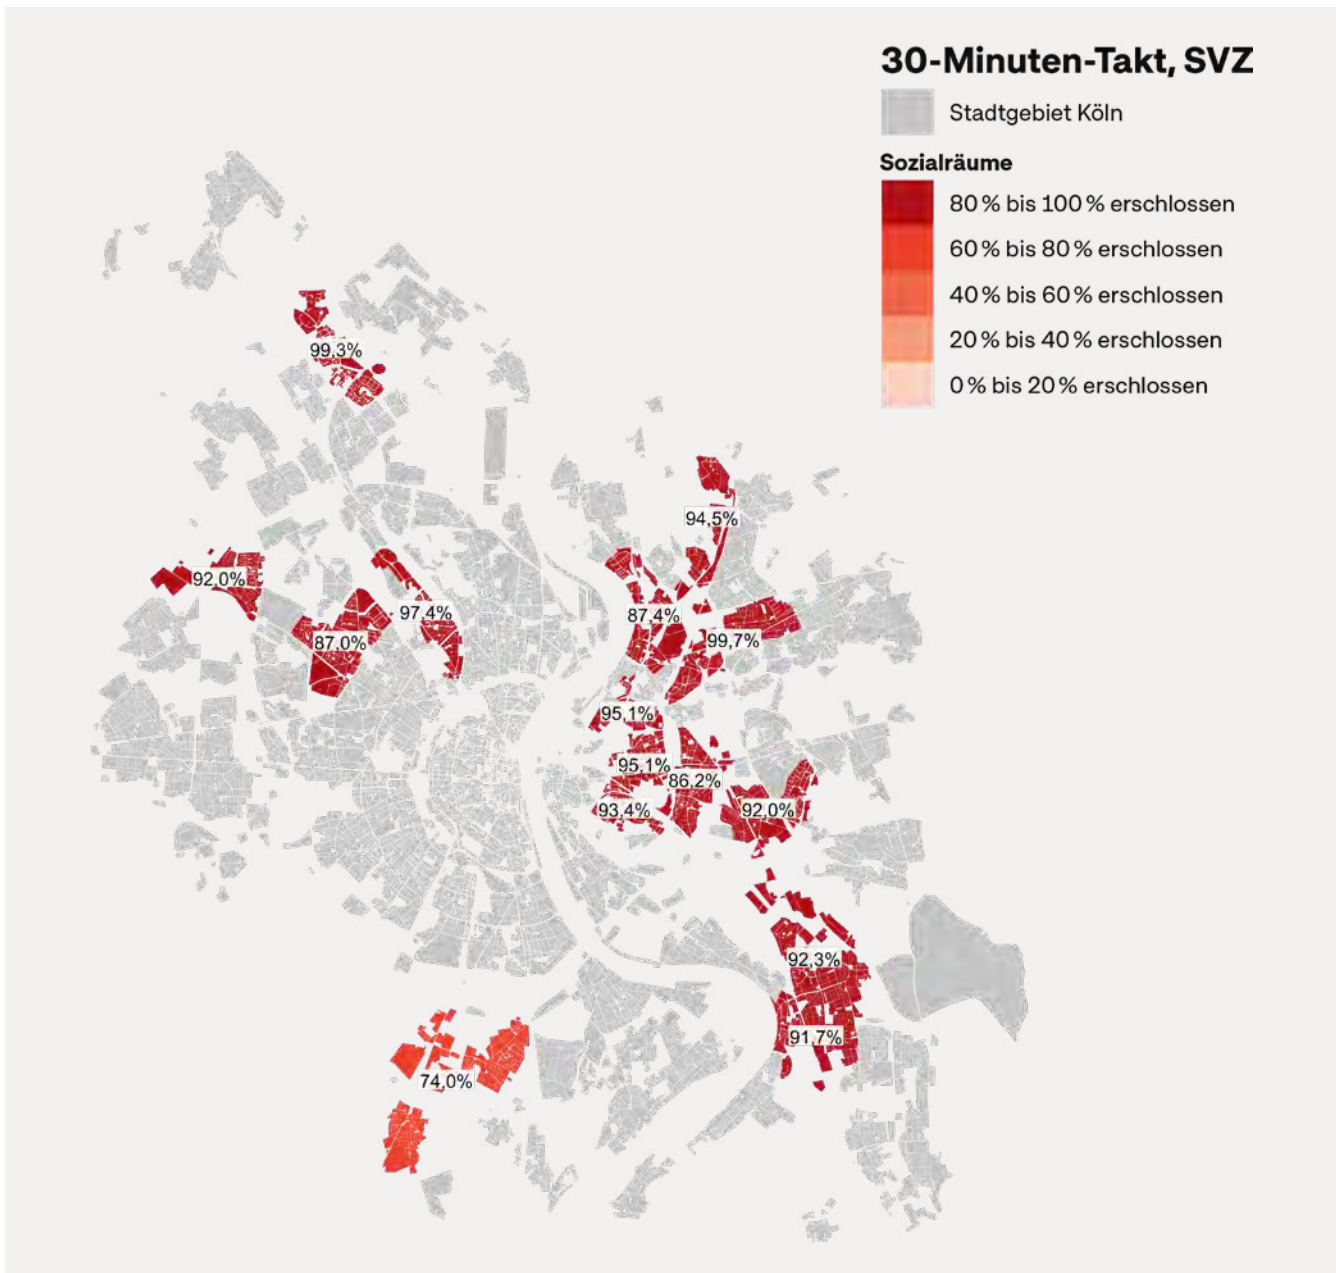 30-Minuten-Takt, SVZ
Stadtgebiet Köln
Sozialräume
80 % bis 100 % erschlossen
60 % bis 80 % erschlossen
40 % bis 60 % erschlossen
20 % bis 40 % erschlossen
0 % bis 20 % erschlossen
99,3%
94,5%
92,0%
97,4%
87,4%
87,0%
99,7%
95,1%
95,1%
86,2%
93,4%
92,0%
92,3%
91,7%
74,0%